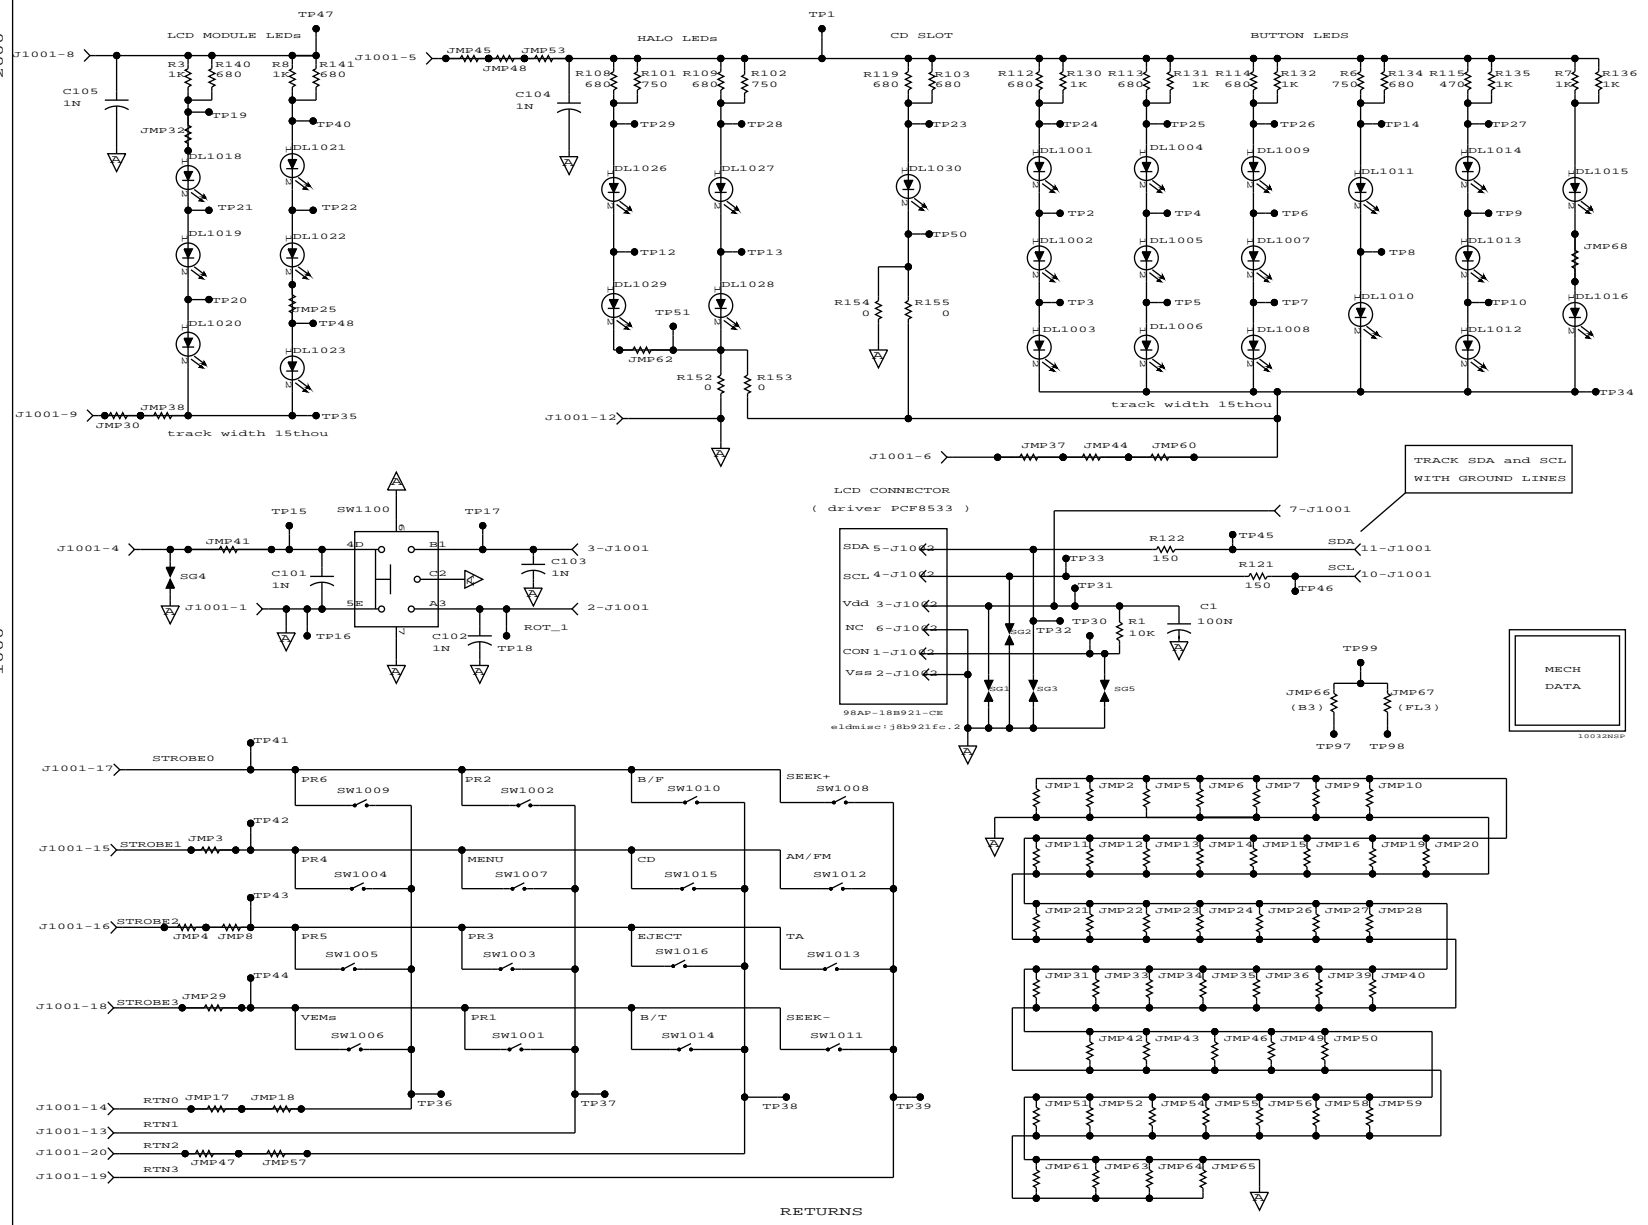 TP47
TP1
LCD MODULE LEDs
HALO LEDs
CD SLOT
BUTTON LEDS
J1001-8
J1001-5
JMP45
JMP48
JMP53
R3 1K
R140 680
R8 1K
R141 680
R108 680
R101 750
R109 680
R102 750
R119 680
R103 680
R112 680
R130 1K
R113 680
R131 1K
R114 680
R132 1K
R6 750
R134 680
R115 470
R135 1K
R7 1K
R136 1K
C105 1N
C104 1N
TP19
TP40
TP29
TP28
TP23
TP24
TP25
TP26
TP14
TP27
JMP32
DL1018
DL1021
DL1026
DL1027
DL1030
DL1001
DL1004
DL1009
DL1011
DL1014
DL1015
TP21
TP22
TP2
TP4
TP6
TP9
DL1019
DL1022
TP12
TP13
TP50
DL1002
DL1005
DL1007
TP8
DL1013
JMP68
TP20
JMP25
TP48
DL1029
DL1028
TP51
R154 0
R155 0
TP3
TP5
TP7
DL1010
TP10
DL1016
DL1020
DL1023
JMP62
DL1003
DL1006
DL1008
DL1012
R152 0
R153 0
TP34
J1001-9
JMP30
JMP38
TP35
track width 15thou
J1001-12
track width 15thou
J1001-6
JMP37
JMP44
JMP60
TRACK SDA and SCL
WITH GROUND LINES
LCD CONNECTOR
( driver PCF8533 )
7-J1001
TP15
SW1100
TP17
J1001-4
JMP41
4D
B1
3-J1001
SG4
C101 1N
C2
C103 1N
J1001-1
5E
A3
2-J1001
6
7
TP16
C102 1N
TP18
ROT_1
SDA 5-J1002
SCL 4-J1002
Vdd 3-J1002
NC 6-J1002
CON 1-J1002
Vss 2-J1002
98AP-18B921-CE
eldmisc:j8b921fc.2
R122 150
TP45
SDA
11-J1001
TP33
R121 150
SCL
10-J1001
TP46
TP31
SG2
TP32
TP30
R1 10K
C1 100N
SG1
SG3
SG5
TP99
JMP66 (B3)
JMP67 (FL3)
TP97
TP98
MECH
DATA
10032NSP
J1001-17
STROBE0
TP41
PR6
SW1009
PR2
SW1002
B/F
SW1010
SEEK+
SW1008
J1001-15
STROBE1
JMP3
TP42
PR4
SW1004
MENU
SW1007
CD
SW1015
AM/FM
SW1012
J1001-16
STROBE2
JMP4
JMP8
TP43
PR5
SW1005
PR3
SW1003
EJECT
SW1016
TA
SW1013
J1001-18
STROBE3
JMP29
TP44
VEMs
SW1006
PR1
SW1001
B/T
SW1014
SEEK-
SW1011
J1001-14
RTN0
JMP17
JMP18
TP36
TP37
TP38
TP39
J1001-13
RTN1
J1001-20
RTN2
JMP47
JMP57
J1001-19
RTN3
RETURNS
JMP1 JMP2 JMP5 JMP6 JMP7 JMP9 JMP10
JMP11 JMP12 JMP13 JMP14 JMP15 JMP16 JMP19 JMP20
JMP21 JMP22 JMP23 JMP24 JMP26 JMP27 JMP28
JMP31 JMP33 JMP34 JMP35 JMP36 JMP39 JMP40
JMP42 JMP43 JMP46 JMP49 JMP50
JMP51 JMP52 JMP54 JMP55 JMP56 JMP58 JMP59
JMP61 JMP63 JMP64 JMP65